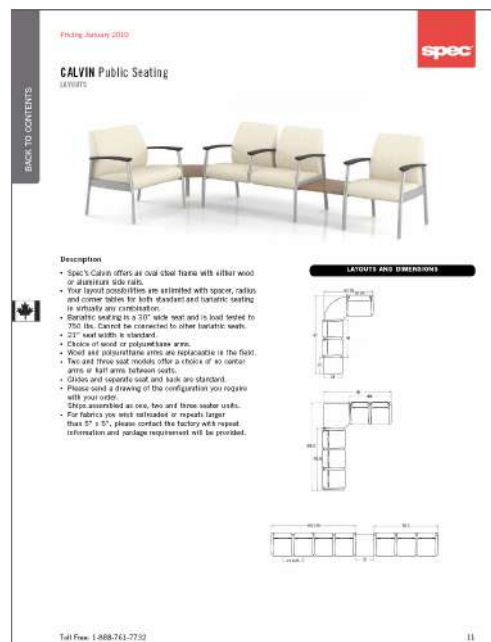 Pricing January 2010
spec
CALVIN Public Seating
LAYOUTS
BACK TO CONTENTS
Description
• Spec's Calvin offers an oval steel frame with either wood
or aluminum side rails.
• Your layout possibilities are unlimited with spacer, radius
and corner tables for both standard and bariatric seating
in virtually any combination.
• Bariatric seating is a 30" wide seat and is load tested to
750 lbs. Cannot be connected to other bariatric seats.
• 21" seat width is standard.
• Choice of wood or polyurethane arms.
• Wood and polyurethane arms are replaceable in the field.
• Two and three seat models offer a choice of no center
arms or half arms between seats.
• Glides and separate seat and back are standard.
• Please send a drawing of the configuration you require
with your order.
Ships assembled as one, two and three seater units.
• For fabrics you wish railroaded or repeats larger
than 5" x 5", please contact the factory with repeat
information and yardage requirement will be provided.
LAYOUTS AND DIMENSIONS
Toll Free: 1-888-761-7732
11